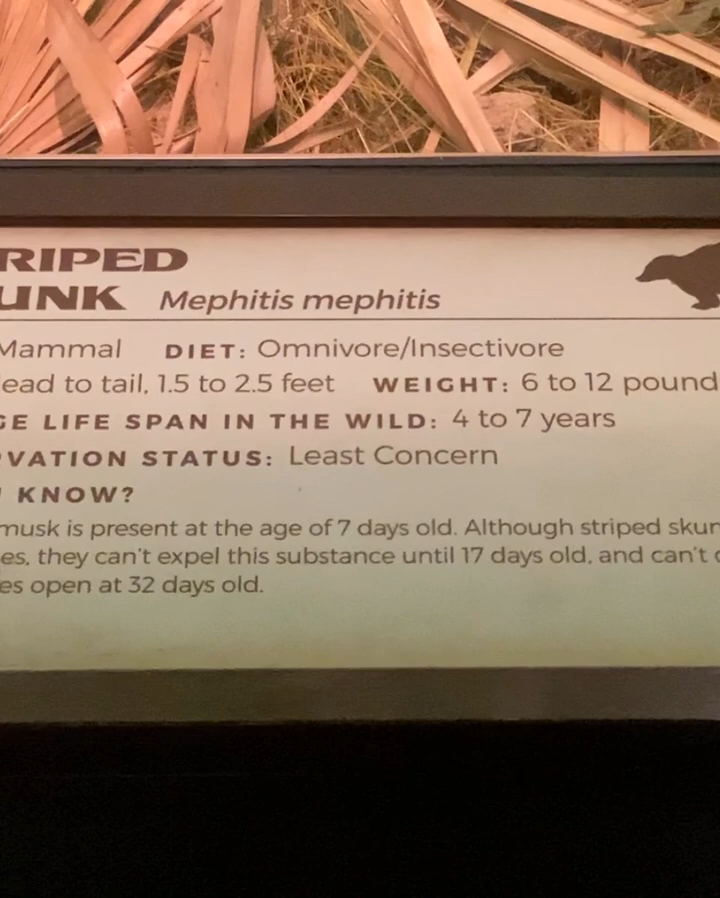 RIPED
UNK Mephitis mephitis
Mammal DIET: Omnivore/Insectivore
ead to tail, 1.5 to 2.5 feet WEIGHT: 6 to 12 pound
GE LIFE SPAN IN THE WILD: 4 to 7 years
VATION STATUS: Least Concern
KNOW?
musk is present at the age of 7 days old. Although striped skun
es, they can't expel this substance until 17 days old, and can't
es open at 32 days old.